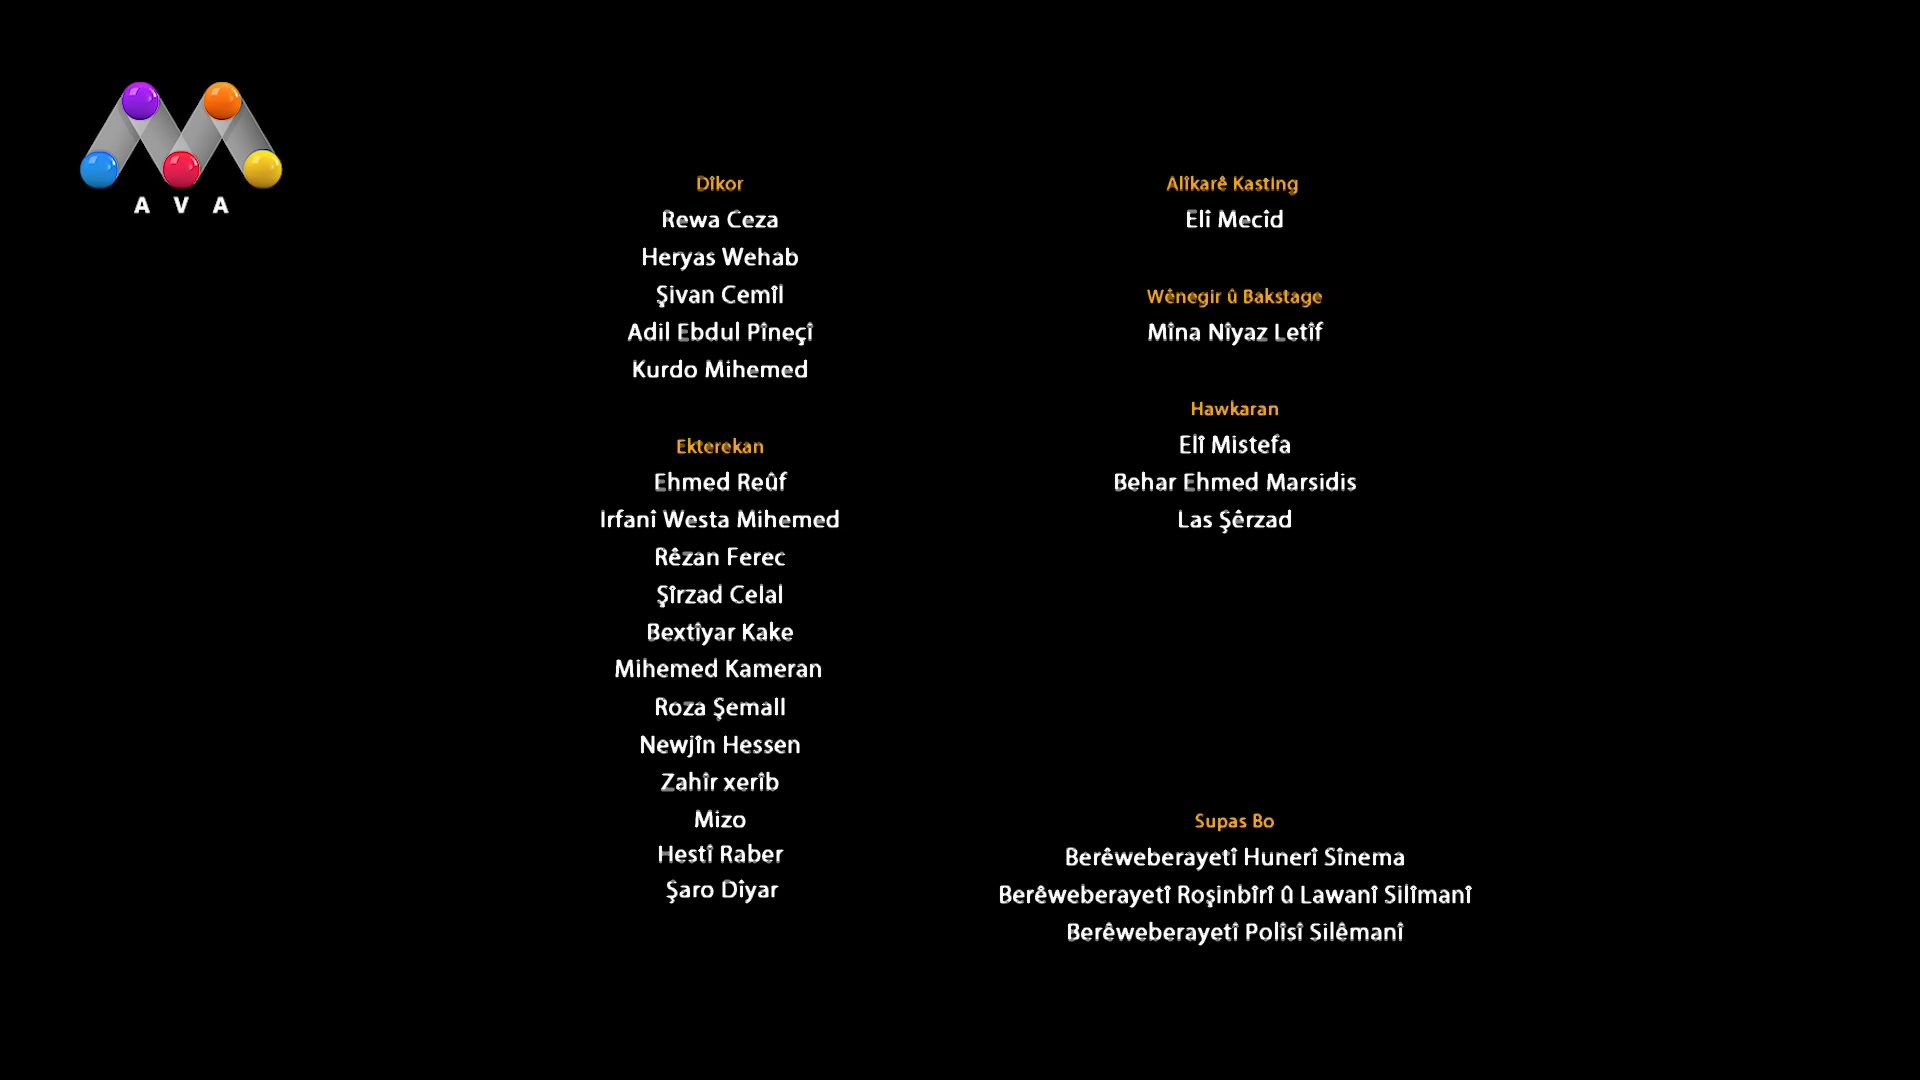 AVA
Dîkor
Rewa Ceza
Heryas Wehab
Şivan Cemîl
Adil Ebdul Pîneçî
Kurdo Mihemed
Ekterekan
Ehmed Reûf
Irfanî Westa Mihemed
Rêzan Ferec
Şîrzad Celal
Bextîyar Kake
Mihemed Kameran
Roza Şemall
Newjîn Hessen
Zahîr xerîb
Mizo
Hestî Raber
Şaro Dîyar
Alîkarê Kasting
Elî Mecîd
Wênegir û Bakstage
Mîna Nîyaz Letîf
Hawkaran
Elî Mistefa
Behar Ehmed Marsidis
Las Şêrzad
Supas Bo
Berêweberayetî Hunerî Sînema
Berêweberayetî Roşinbîrî û Lawanî Silîmanî
Berêweberayetî Polîsî Silêmanî